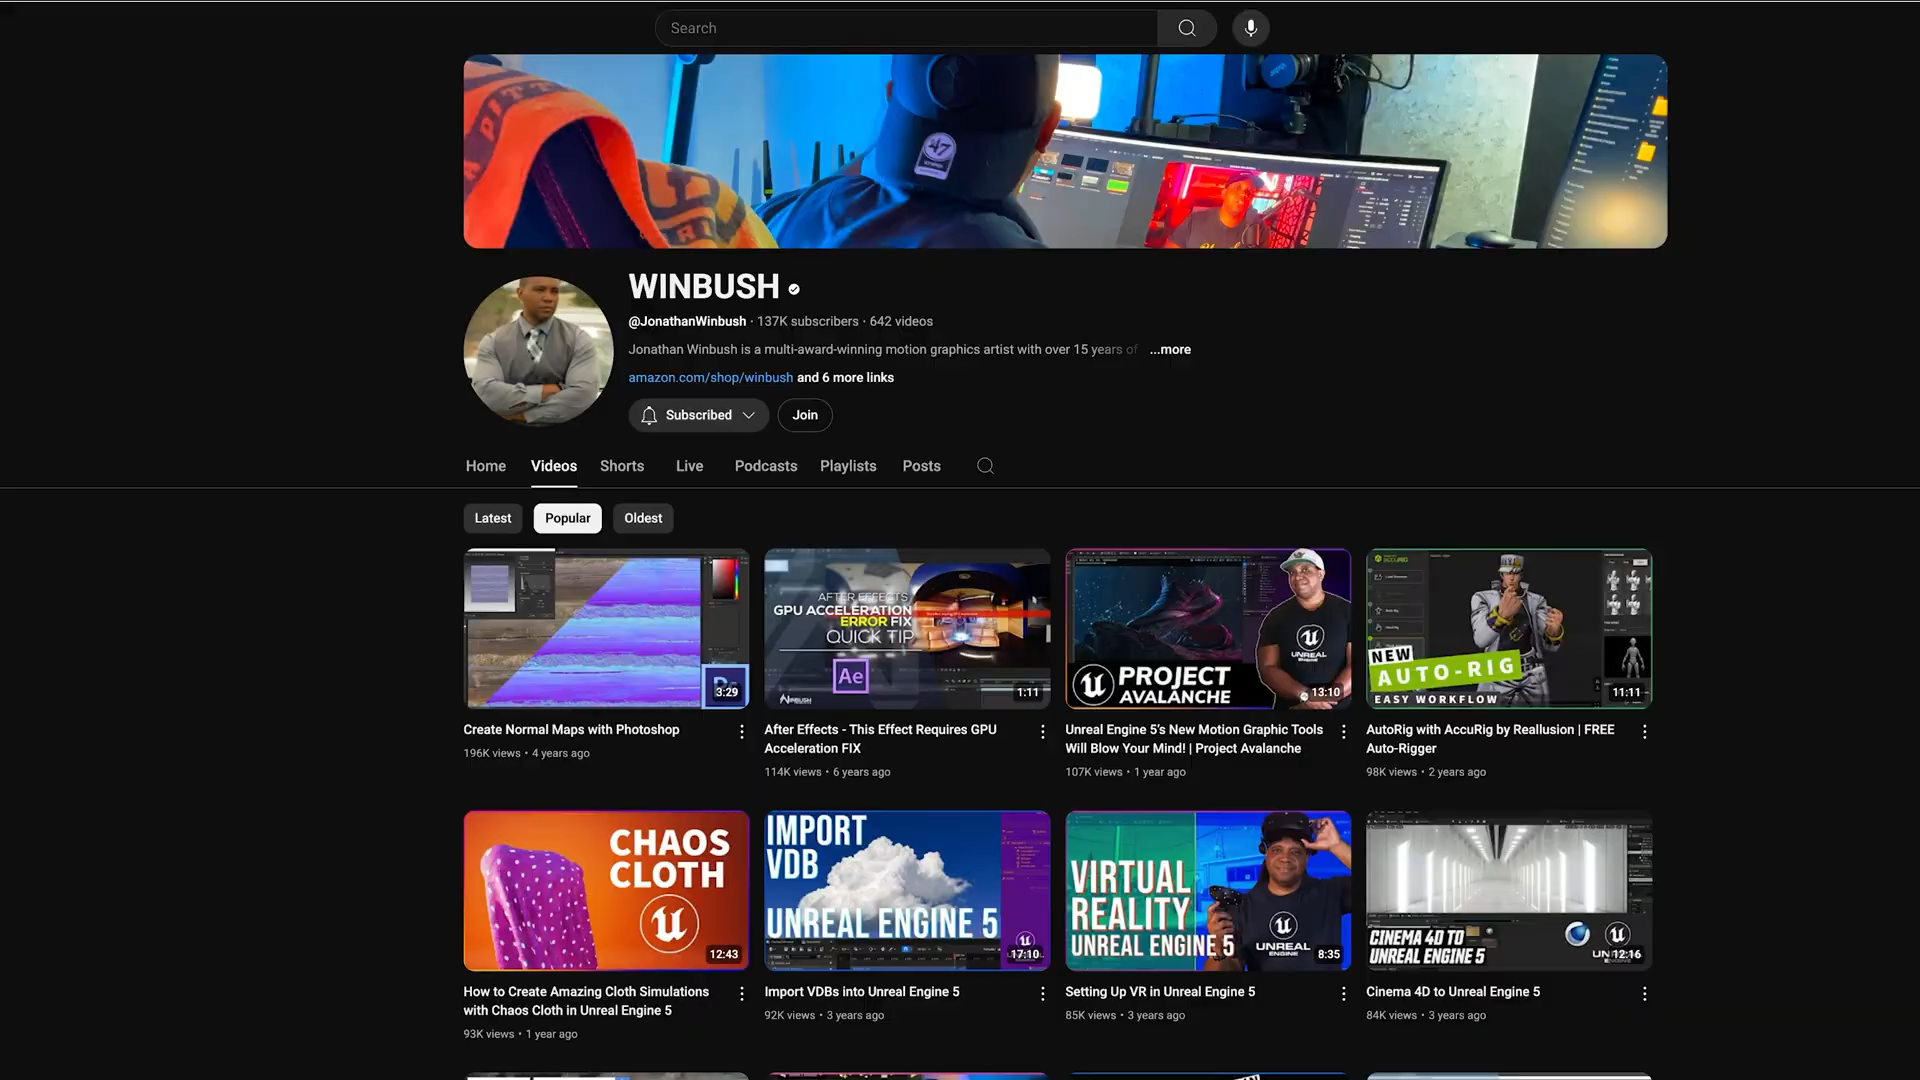 Search
WINBUSH
@JonathanWinbush · 137K subscribers · 642 videos
Jonathan Winbush is a multi-award-winning motion graphics artist with over 15 years of ...more
amazon.com/shop/winbush and 6 more links
Subscribed
Join
Home Videos Shorts Live Podcasts Playlists Posts
Latest Popular Oldest
3:29
AFTER EFFECTS
GPU ACCELERATION
ERROR FIX
QUICK TIP
Ae
WINBUSH
1:11
UNREAL
PROJECT
AVALANCHE
13:10
NEW
AUTO-RIG
EASY WORKFLOW
11:11
Create Normal Maps with Photoshop
196K views • 4 years ago
After Effects - This Effect Requires GPU
Acceleration FIX
114K views • 6 years ago
Unreal Engine 5's New Motion Graphic Tools
Will Blow Your Mind! | Project Avalanche
107K views • 1 year ago
AutoRig with AccuRig by Reallusion | FREE
Auto-Rigger
98K views • 2 years ago
CHAOS
CLOTH
12:43
IMPORT
VDB
UNREAL ENGINE 5
17:10
VIRTUAL
REALITY
UNREAL ENGINE 5
UNREAL
ENGINE
8:35
CINEMA 4D TO
UNREAL ENGINE 5
12:16
How to Create Amazing Cloth Simulations
with Chaos Cloth in Unreal Engine 5
93K views • 1 year ago
Import VDBs into Unreal Engine 5
92K views • 3 years ago
Setting Up VR in Unreal Engine 5
85K views • 3 years ago
Cinema 4D to Unreal Engine 5
84K views • 3 years ago